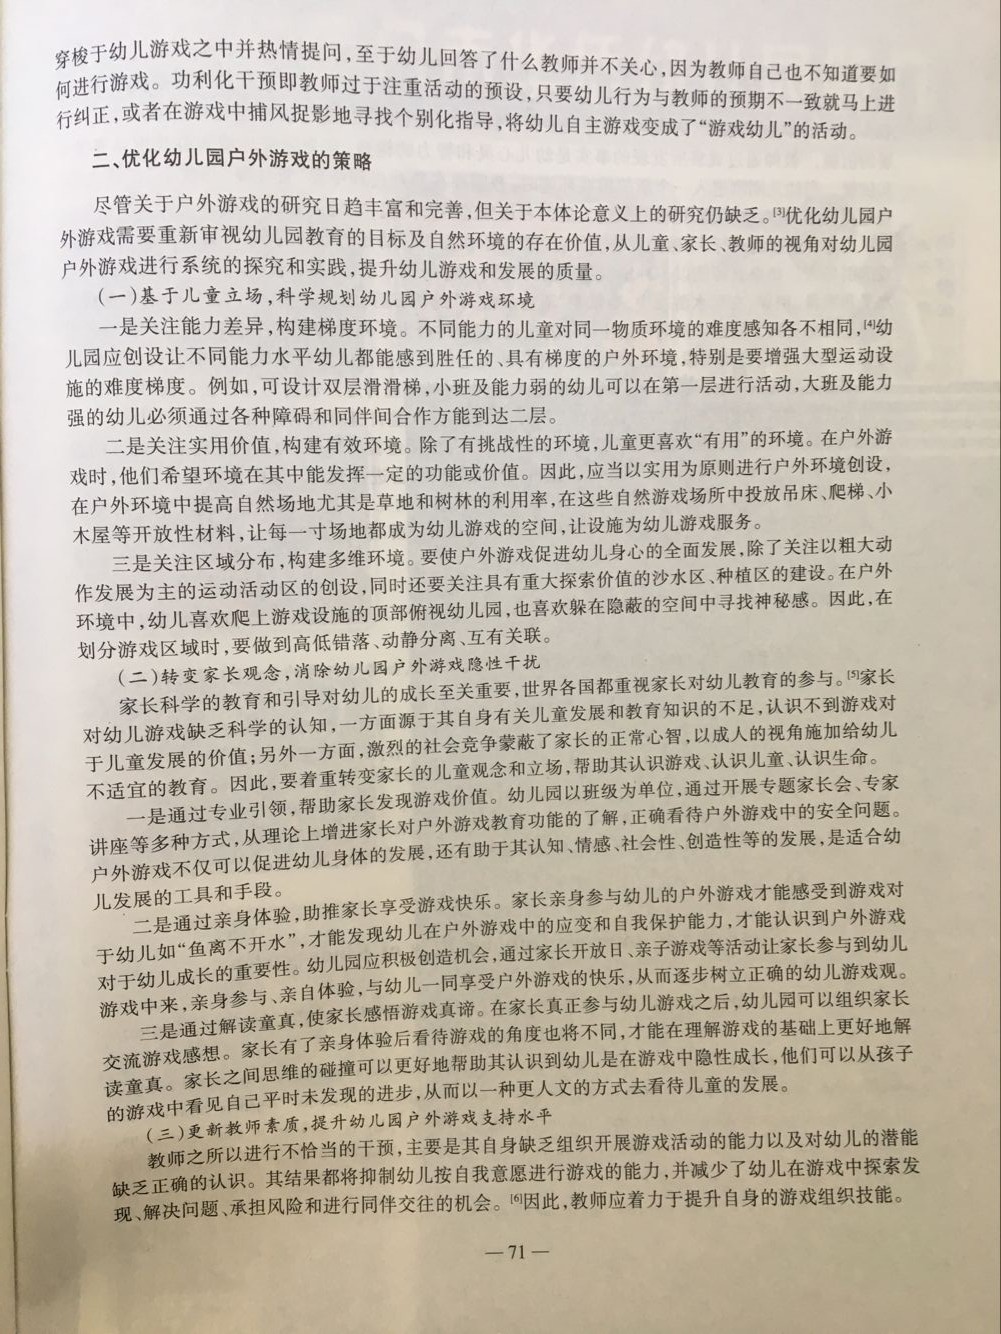 穿梭于幼儿游戏之中并热情提问,至于幼儿回答了什么教师并不关心,因为教师自己也不知道要如
何进行游戏。功利化干预即教师过于注重活动的预设,只要幼儿行为与教师的预期不一致就马上进
行纠正,或者在游戏中捕风捉影地寻找个别化指导,将幼儿自主游戏变成了“游戏幼儿”的活动。
二、优化幼儿园户外游戏的策略
尽管关于户外游戏的研究日趋丰富和完善,但关于本体论意义上的研究仍缺乏。[3]优化幼儿园户
外游戏需要重新审视幼儿园教育的目标及自然环境的存在价值,从儿童、家长、教师的视角对幼儿园
户外游戏进行系统的探究和实践,提升幼儿游戏和发展的质量。
(一)基于儿童立场,科学规划幼儿园户外游戏环境
一是关注能力差异,构建梯度环境。不同能力的儿童对同一物质环境的难度感知各不相同,[4]幼
儿园应创设让不同能力水平幼儿都能感到胜任的、具有梯度的户外环境,特别是要增强大型运动设
施的难度梯度。例如,可设计双层滑滑梯,小班及能力弱的幼儿可以在第一层进行活动,大班及能力
强的幼儿必须通过各种障碍和同伴间合作方能到达二层。
二是关注实用价值,构建有效环境。除了有挑战性的环境,儿童更喜欢“有用”的环境。在户外游
戏时,他们希望环境在其中能发挥一定的功能或价值。因此,应当以实用为原则进行户外环境创设,
在户外环境中提高自然场地尤其是草地和树林的利用率,在这些自然游戏场所中投放吊床、爬梯、小
木屋等开放性材料,让每一寸场地都成为幼儿游戏的空间,让设施为幼儿游戏服务。
三是关注区域分布,构建多维环境。要使户外游戏促进幼儿身心的全面发展,除了关注以粗大动
作发展为主的运动活动区的创设,同时还要关注具有重大探索价值的沙水区、种植区的建设。在户外
环境中,幼儿喜欢爬上游戏设施的顶部俯视幼儿园,也喜欢躲在隐蔽的空间中寻找神秘感。因此,在
划分游戏区域时,要做到高低错落、动静分离、互有关联。
(二)转变家长观念,消除幼儿园户外游戏隐性干扰
家长科学的教育和引导对幼儿的成长至关重要,世界各国都重视家长对幼儿教育的参与。[5]家长
对幼儿游戏缺乏科学的认知,一方面源于其自身有关儿童发展和教育知识的不足,认识不到游戏对
于儿童发展的价值;另外一方面,激烈的社会竞争蒙蔽了家长的正常心智,以成人的视角施加给幼儿
不适宜的教育。因此,要着重转变家长的儿童观念和立场,帮助其认识游戏、认识儿童、认识生命。
一是通过专业引领,帮助家长发现游戏价值。幼儿园以班级为单位,通过开展专题家长会、专家
讲座等多种方式,从理论上增进家长对户外游戏教育功能的了解,正确看待户外游戏中的安全问题。
户外游戏不仅可以促进幼儿身体的发展,还有助于其认知、情感、社会性、创造性等的发展,是适合幼
儿发展的工具和手段。
二是通过亲身体验,助推家长享受游戏快乐。家长亲身参与幼儿的户外游戏才能感受到游戏对
于幼儿如“鱼离不开水”,才能发现幼儿在户外游戏中的应变和自我保护能力,才能认识到户外游戏
对于幼儿成长的重要性。幼儿园应积极创造机会,通过家长开放日、亲子游戏等活动让家长参与到幼儿
游戏中来,亲身参与、亲自体验,与幼儿一同享受户外游戏的快乐,从而逐步树立正确的幼儿游戏观。
三是通过解读童真,使家长感悟游戏真谛。在家长真正参与幼儿游戏之后,幼儿园可以组织家长
交流游戏感想。家长有了亲身体验后看待游戏的角度也将不同,才能在理解游戏的基础上更好地解
读童真。家长之间思维的碰撞可以更好地帮助其认识到幼儿是在游戏中隐性成长,他们可以从孩子
的游戏中看见自己平时未发现的进步,从而以一种更人文的方式去看待儿童的发展。
(三)更新教师素质,提升幼儿园户外游戏支持水平
教师之所以进行不恰当的干预,主要是其自身缺乏组织开展游戏活动的能力以及对幼儿的潜能
缺乏正确的认识。其结果都将抑制幼儿按自我意愿进行游戏的能力,并减少了幼儿在游戏中探索发
现、解决问题、承担风险和进行同伴交往的机会。[6]因此,教师应着力于提升自身的游戏组织技能。
— 71 —